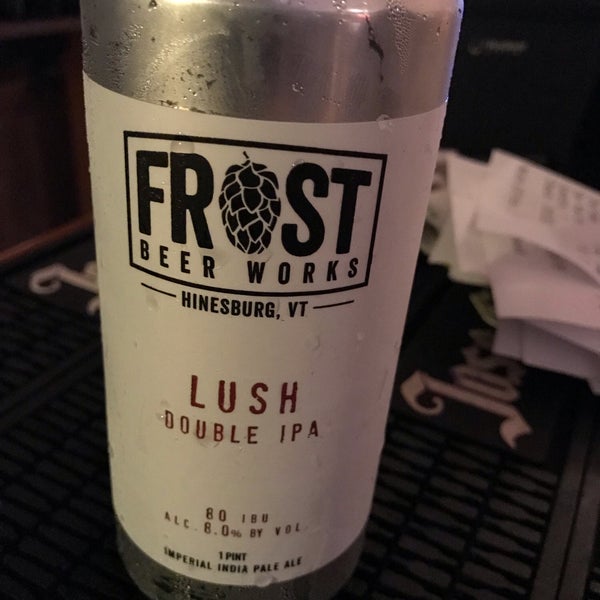 FROST
BEER WORKS
HINESBURG, VT
LUSH
DOUBLE IPA
80 IBU
ALC. 8.0% BY VOL.
1 PINT
IMPERIAL INDIA PALE ALE
Jose